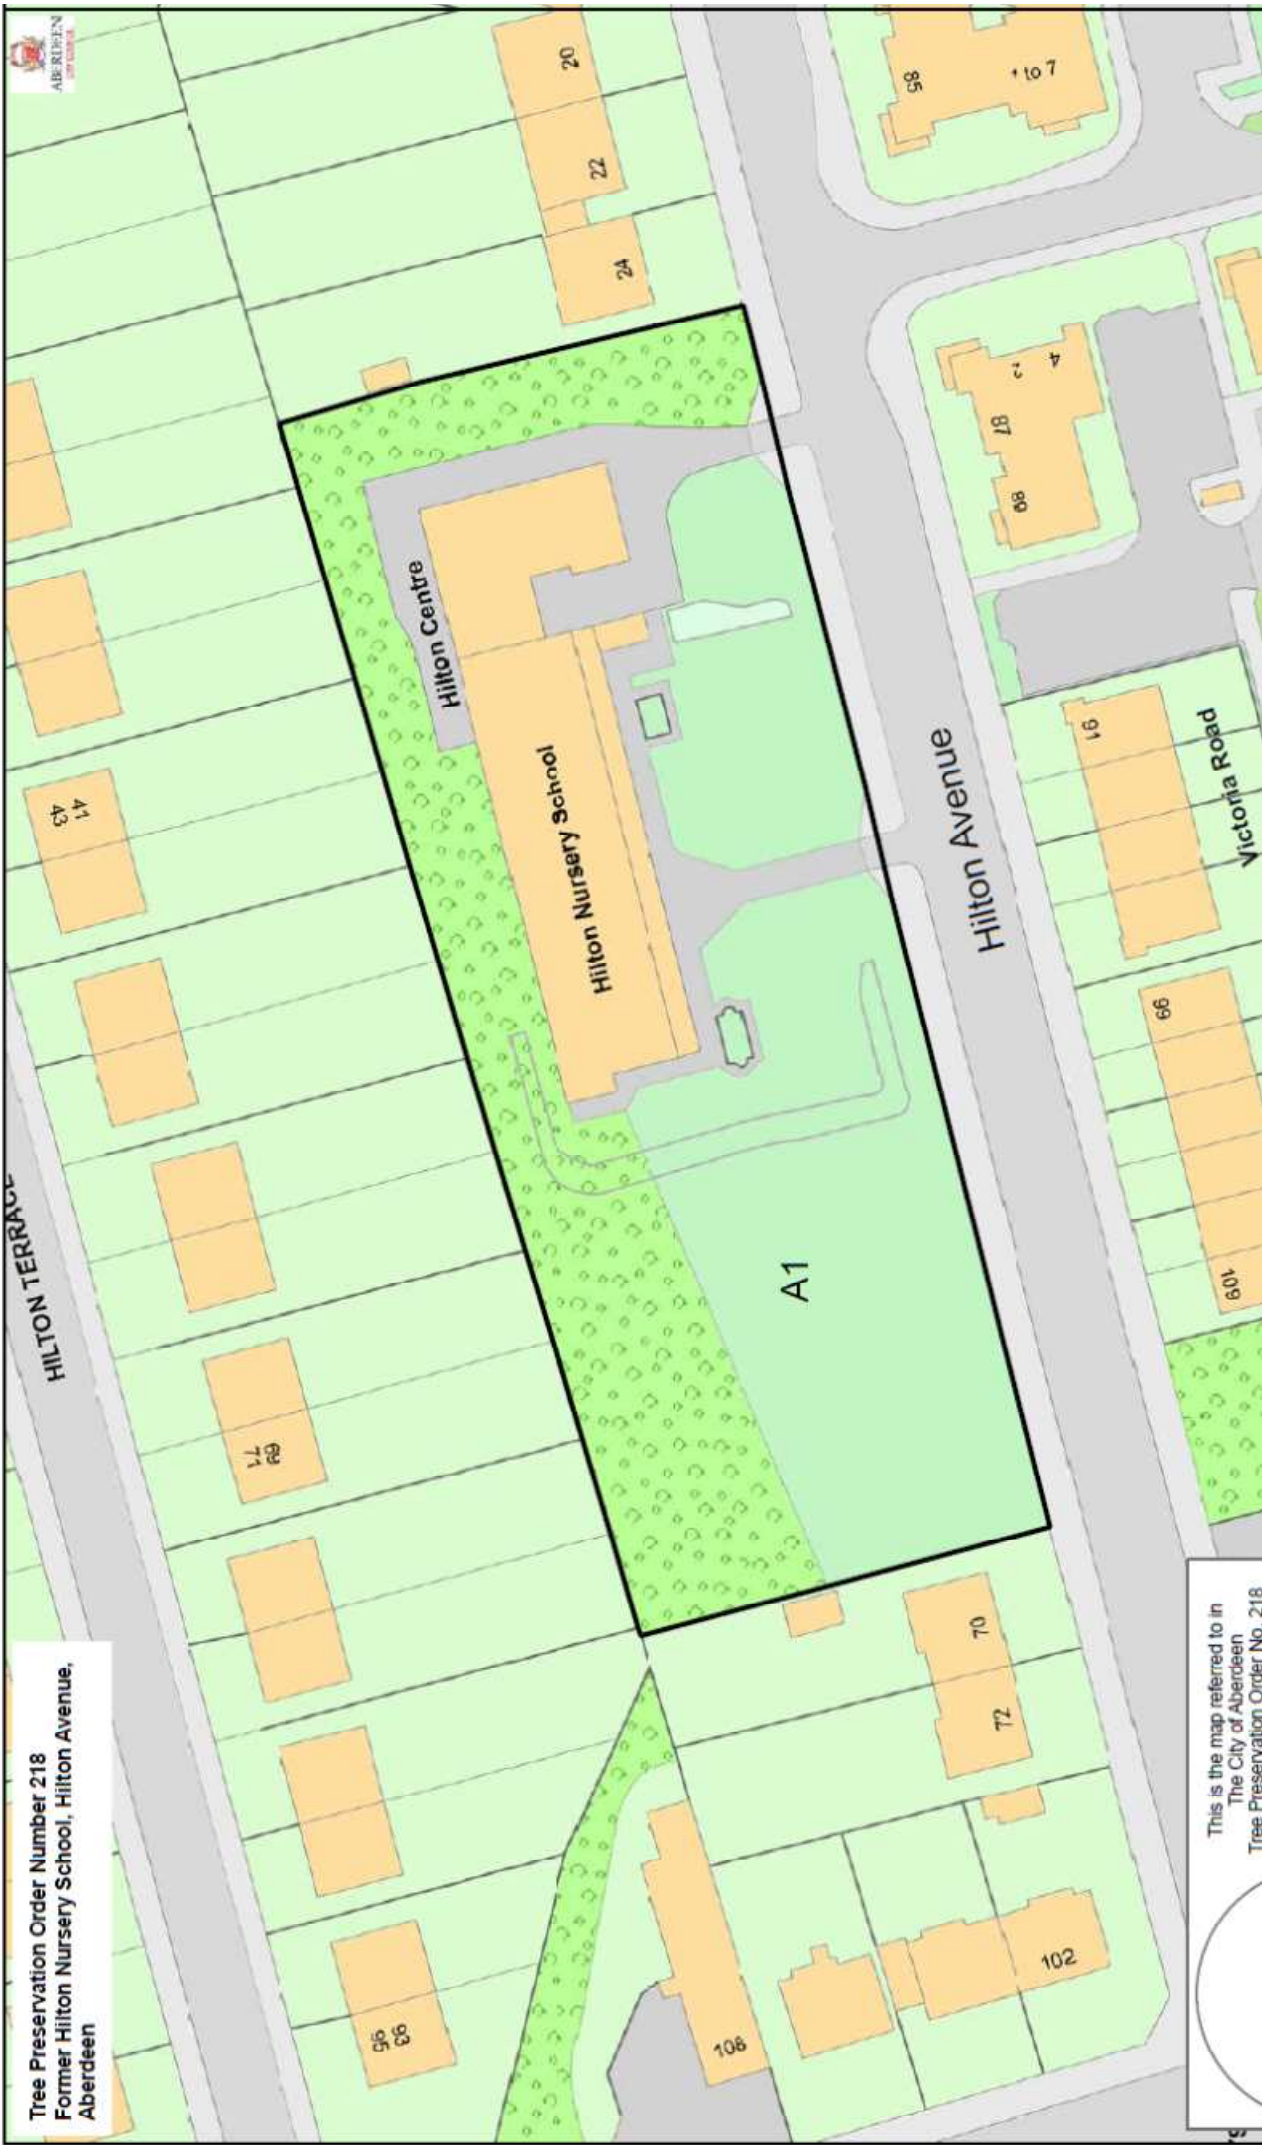 Tree Preservation Order Number 218
Former Hilton Nursery School, Hilton Avenue,
Aberdeen
ABERDEEN
HILTON TERRACE
93
95
69
71
41
43
108
102
72
70
A1
Hilton Nursery School
Hilton Centre
24
22
20
Hilton Avenue
109
99
91
Victoria Road
89
87
4
85
to 7
This is the map referred to in
The City of Aberdeen
Tree Preservation Order No. 218